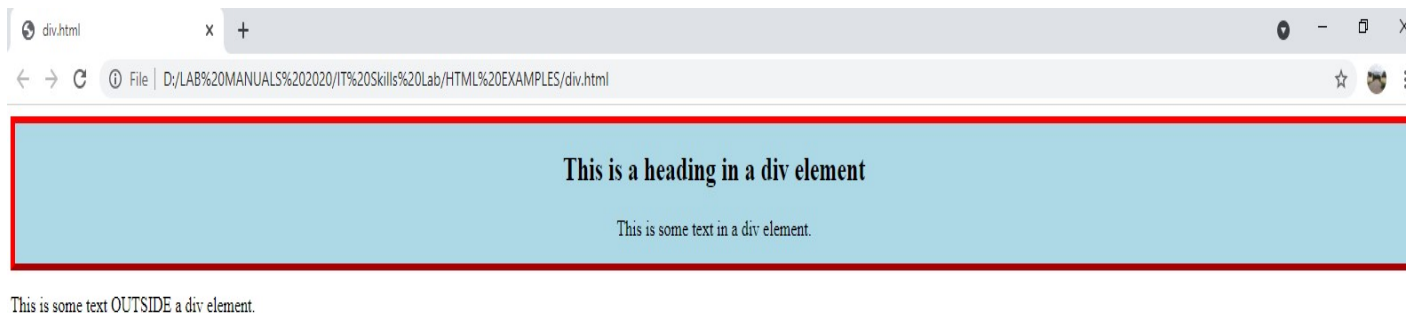 div.html
File | D:/LAB%20MANUALS%202020/IT%20Skills%20Lab/HTML%20EXAMPLES/div.html
This is a heading in a div element
This is some text in a div element.
This is some text OUTSIDE a div element.